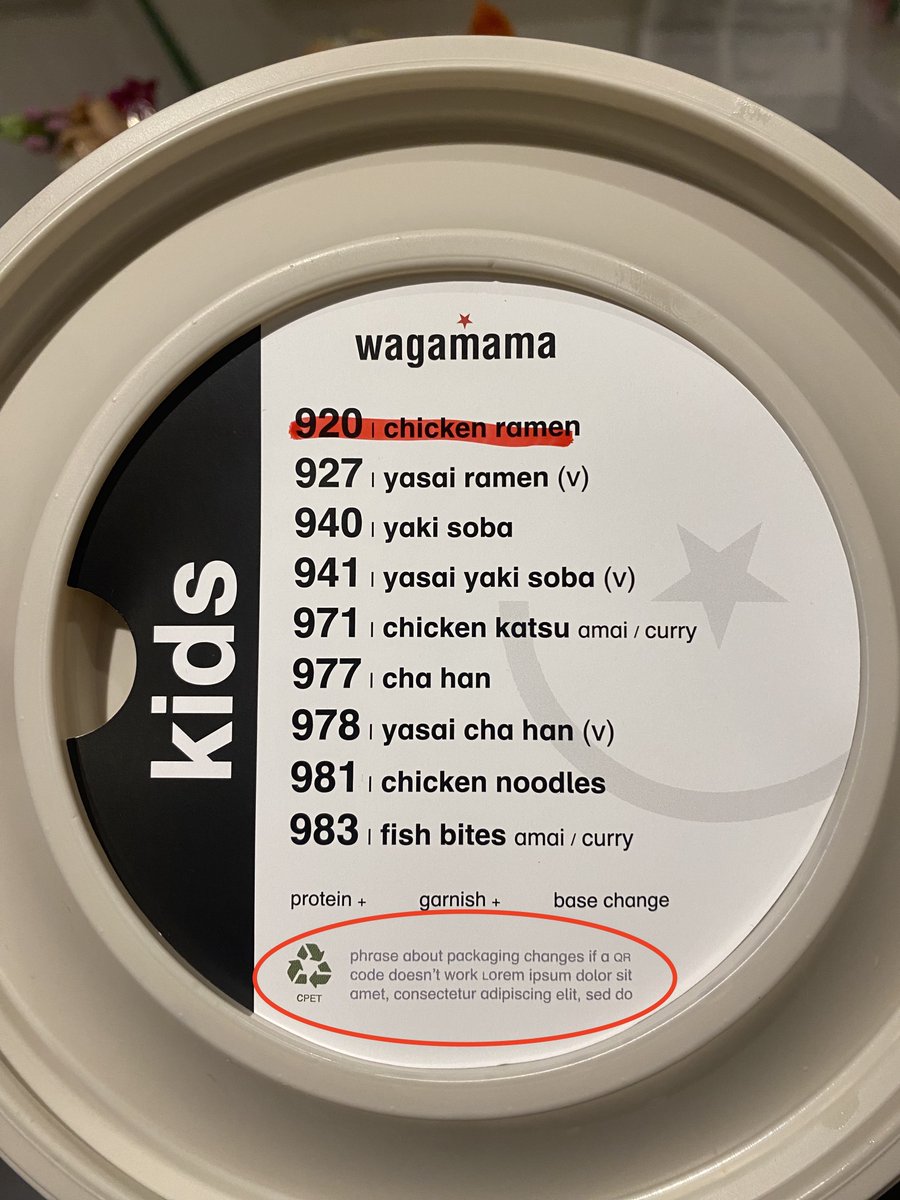 wagamama
kids
920 | chicken ramen
927 | yasai ramen (v)
940 | yaki soba
941 | yasai yaki soba (v)
971 | chicken katsu amai / curry
977 | cha han
978 | yasai cha han (v)
981 | chicken noodles
983 | fish bites amai / curry
protein + garnish + base change
CPET
phrase about packaging changes if a QR
code doesn't work Lorem ipsum dolor sit
amet, consectetur adipiscing elit, sed do